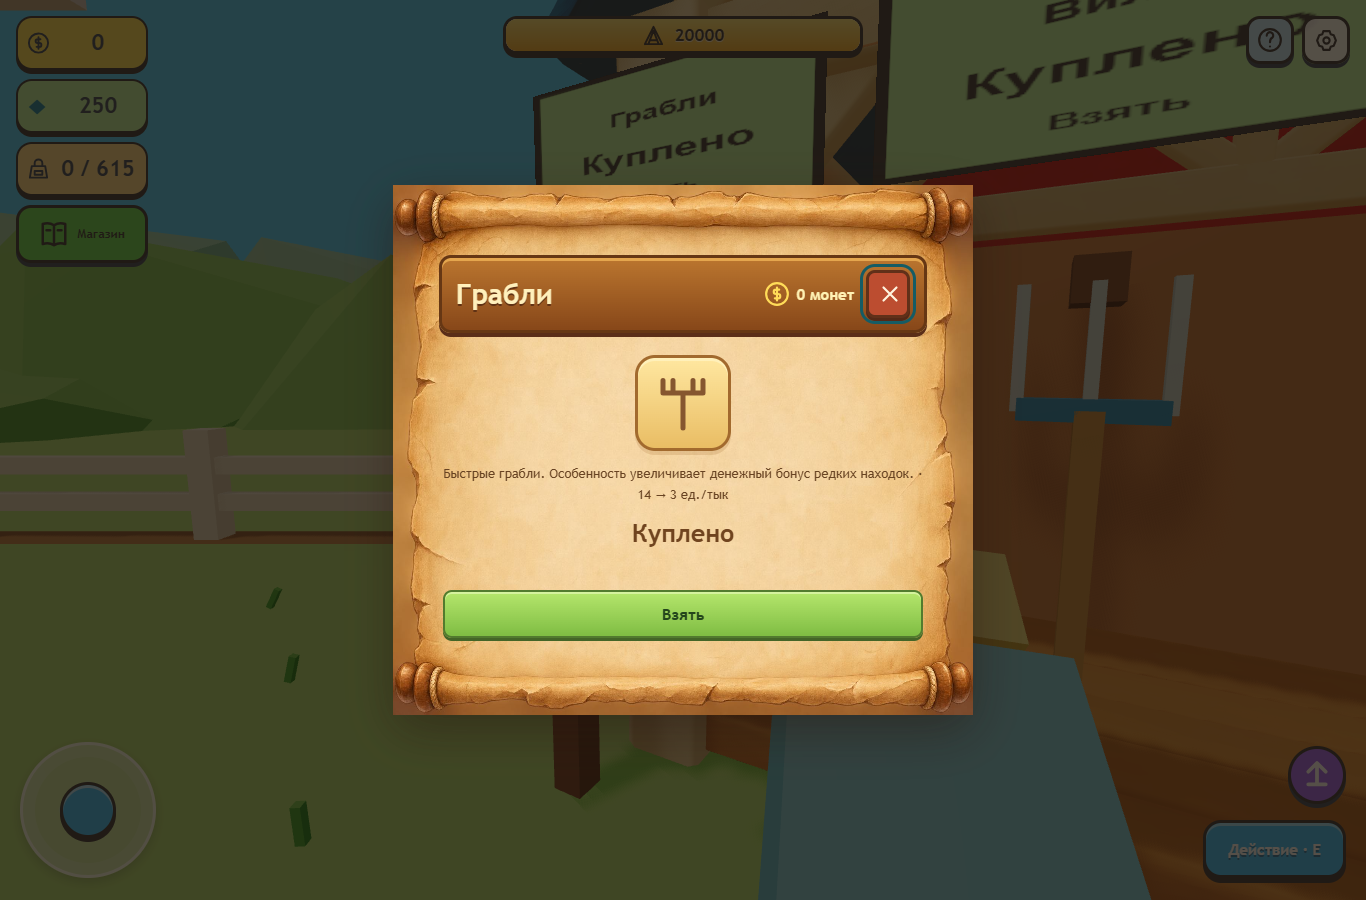 0
250
0 / 615
Магазин
20000
Грабли
Куплено
Куплено
Взять
Грабли
0 монет
Быстрые грабли. Особенность увеличивает денежный бонус редких находок. ·
14 → 3 ед./тык
Куплено
Взять
Действие · E